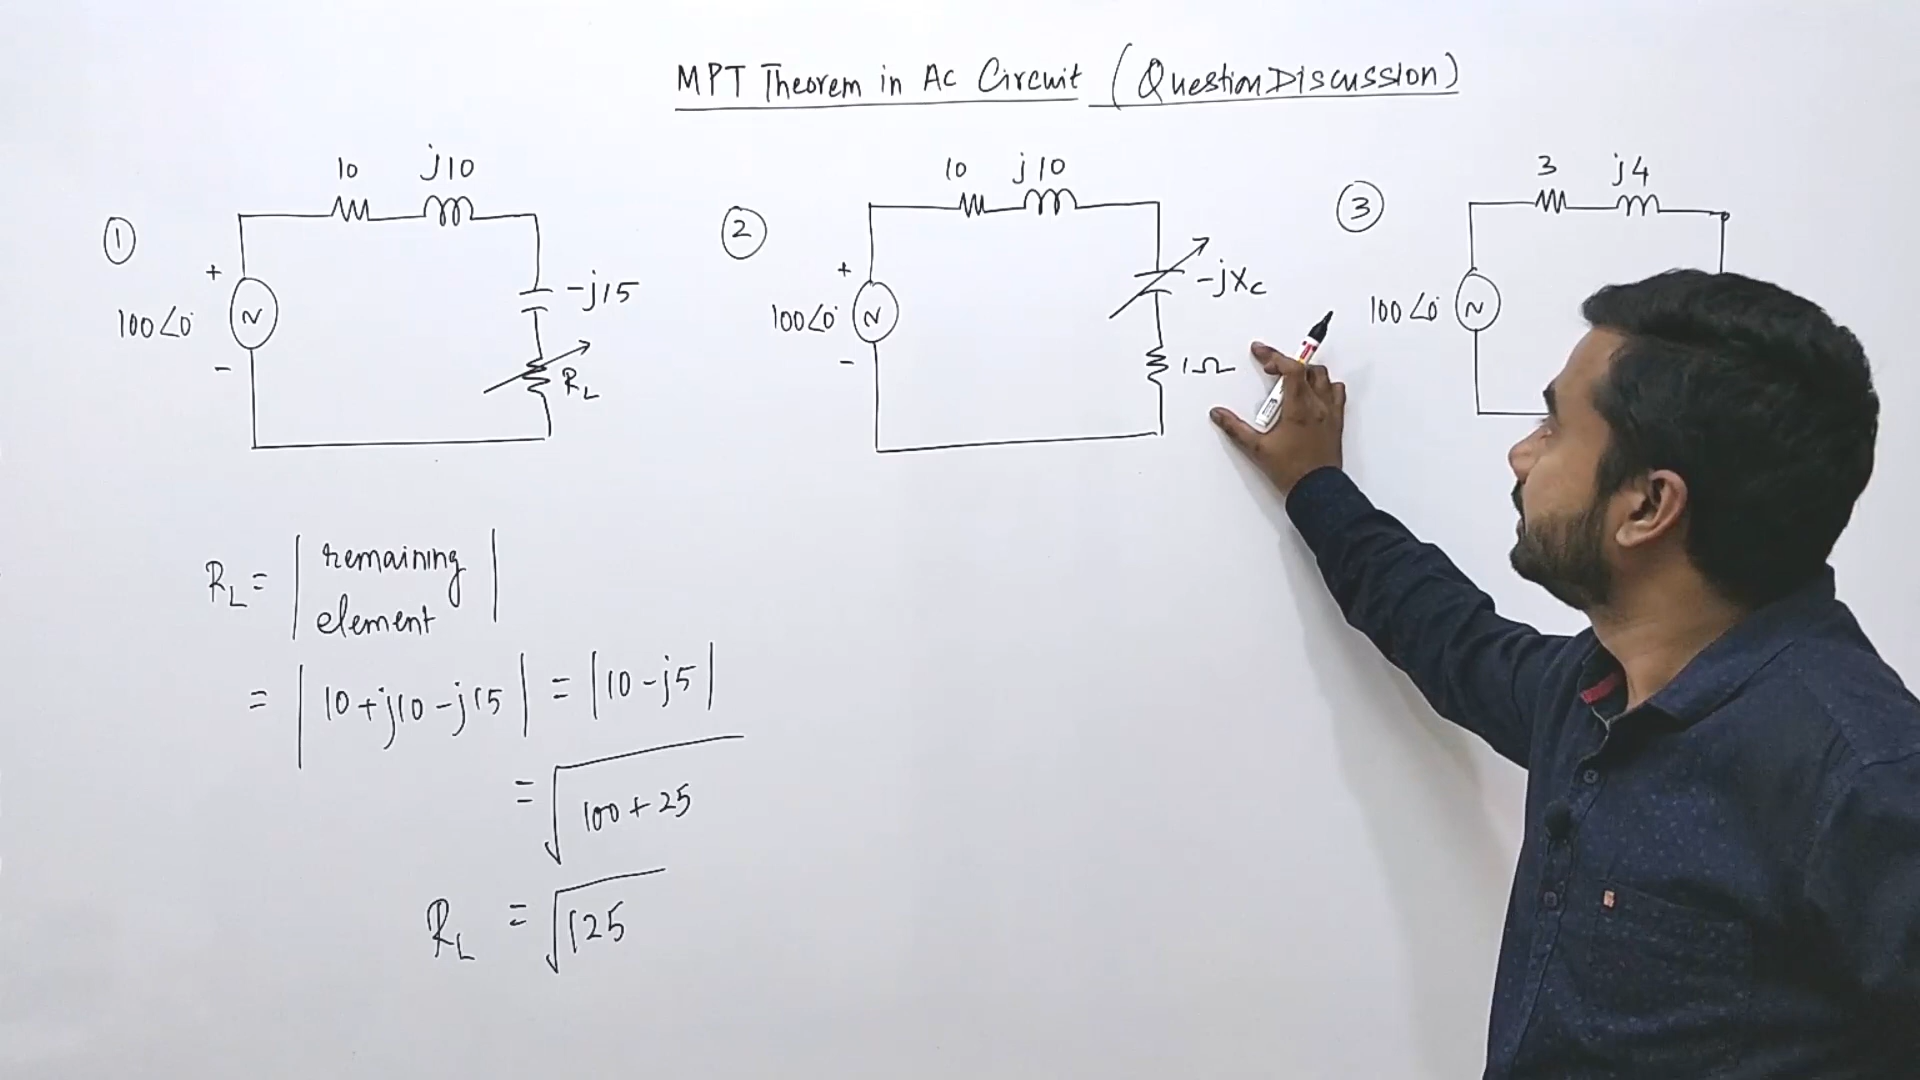 MPT Theorem in AC Circuit (Question Discussion)
①
10 j10
+
100∠0°
-
-j15
RL
②
10 j10
+
100∠0°
-
-jXc
1Ω
③
3 j4
100∠0°
RL = | remaining element |
= | 10 + j10 - j15 | = | 10 - j5 |
= √100 + 25
RL = √125